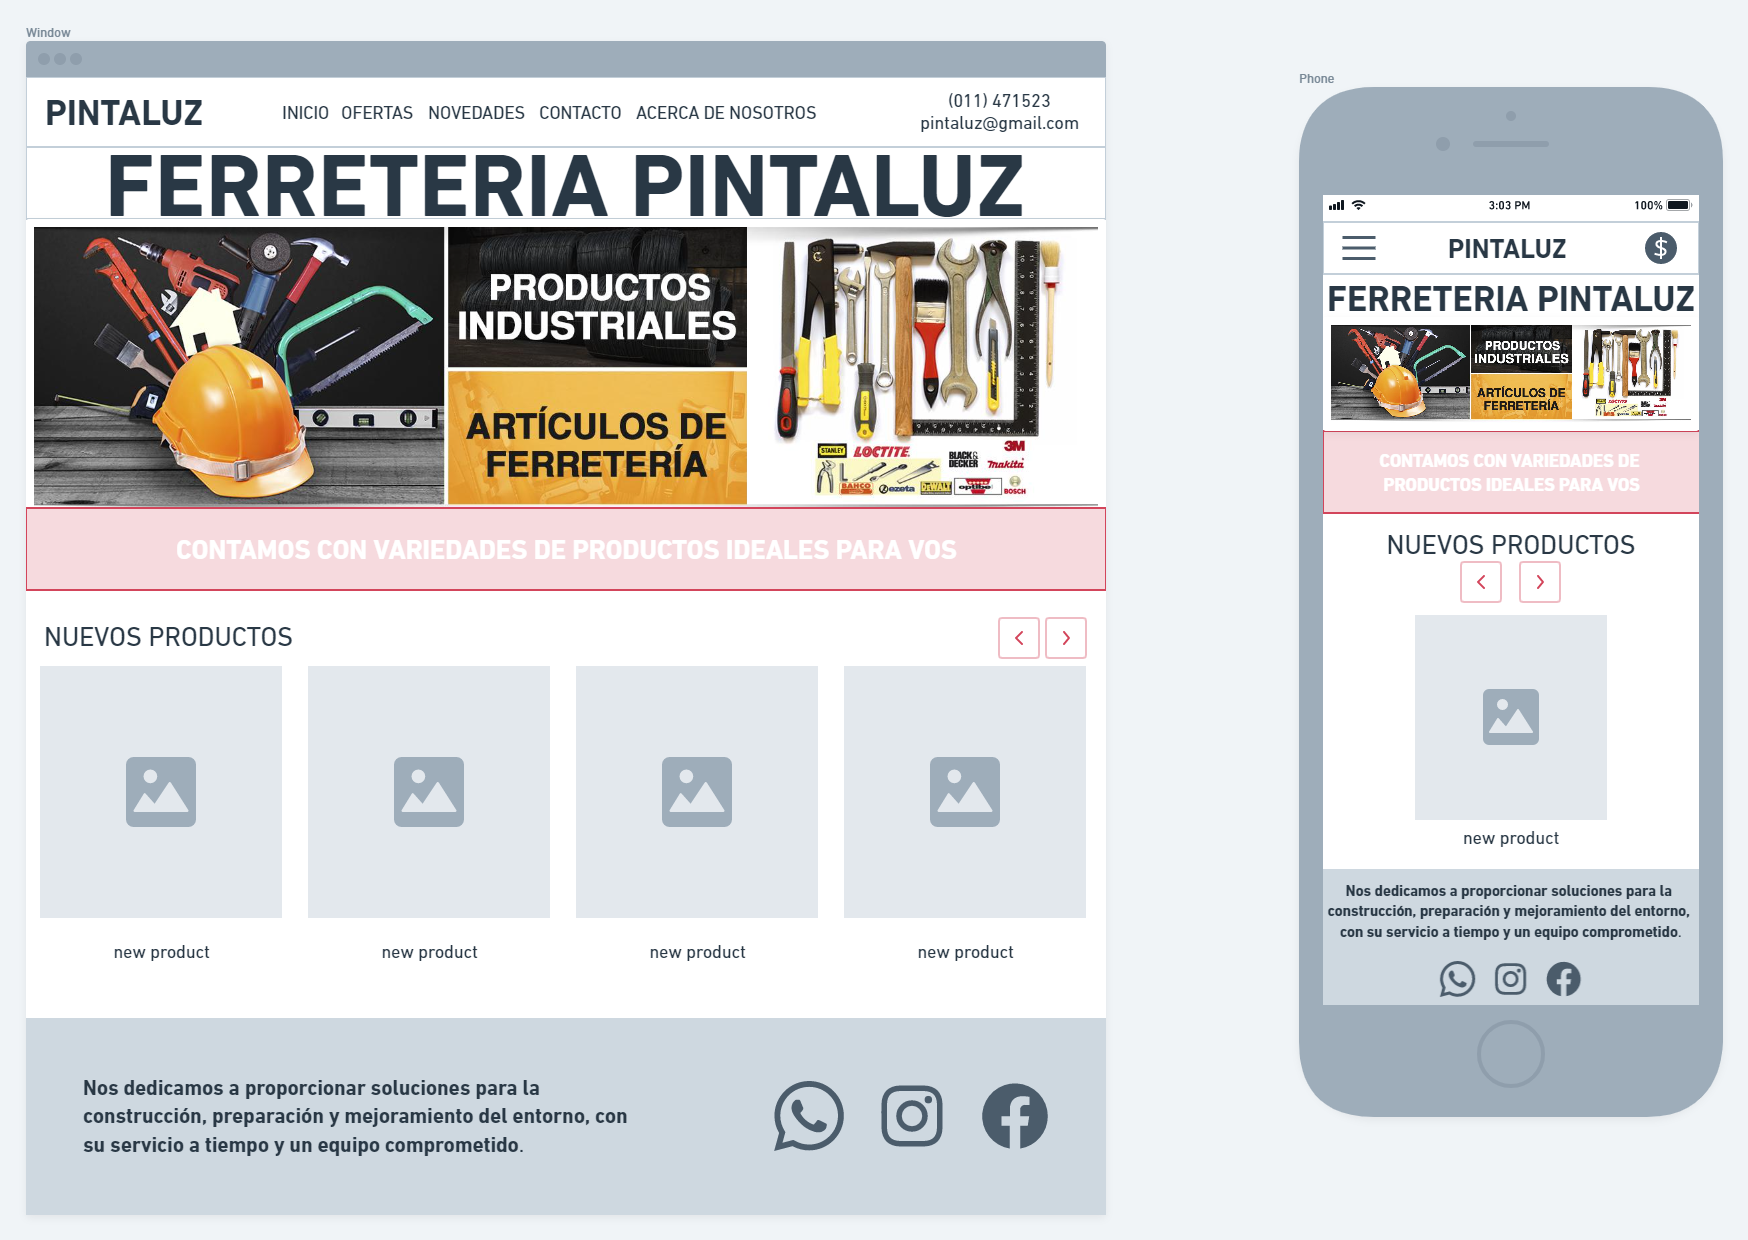 Window
PINTALUZ
INICIO OFERTAS NOVEDADES CONTACTO ACERCA DE NOSOTROS
(011) 471523
pintaluz@gmail.com
FERRETERIA PINTALUZ
PRODUCTOS
INDUSTRIALES
ARTÍCULOS DE
FERRETERÍA
STANLEY
LOCTITE
BLACK&
DECKER
3M
makita
BAHCO
ezeta
DEWALT
BOSCH
CONTAMOS CON VARIEDADES DE PRODUCTOS IDEALES PARA VOS
NUEVOS PRODUCTOS
new product
new product
new product
new product
Nos dedicamos a proporcionar soluciones para la
construcción, preparación y mejoramiento del entorno, con
su servicio a tiempo y un equipo comprometido.
Phone
3:03 PM
100%
PINTALUZ
$
FERRETERIA PINTALUZ
PRODUCTOS
INDUSTRIALES
ARTÍCULOS DE
FERRETERÍA
LOCTITE
3M
CONTAMOS CON VARIEDADES DE
PRODUCTOS IDEALES PARA VOS
NUEVOS PRODUCTOS
new product
Nos dedicamos a proporcionar soluciones para la
construcción, preparación y mejoramiento del entorno,
con su servicio a tiempo y un equipo comprometido.